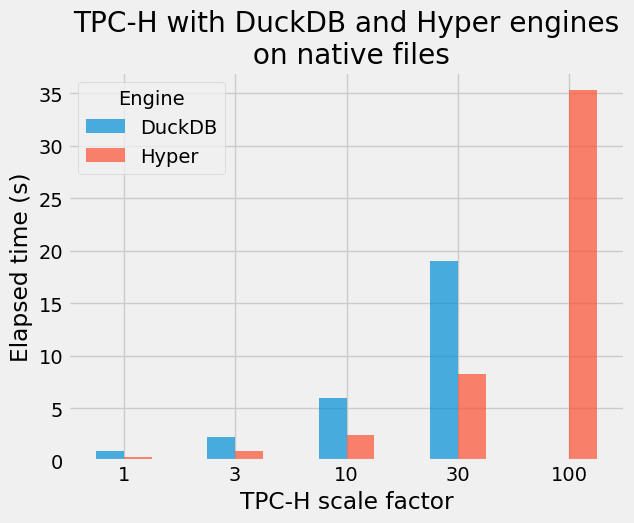 TPC-H with DuckDB and Hyper engines
on native files
Engine
DuckDB
Hyper
Elapsed time (s)
35
30
25
20
15
10
5
0
1 3 10 30 100
TPC-H scale factor